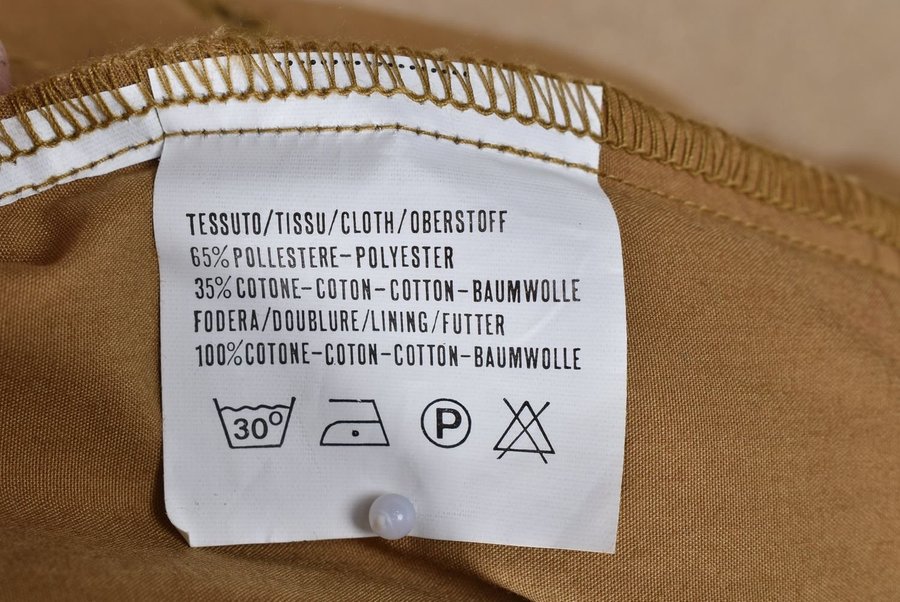 TESSUTO/TISSU/CLOTH/OBERSTOFF
65% POLLESTERE-POLYESTER
35% COTONE-COTON-COTTON-BAUMWOLLE
FODERA/DOUBLURE/LINING/FUTTER
100% COTONE-COTON-COTTON-BAUMWOLLE
30° P